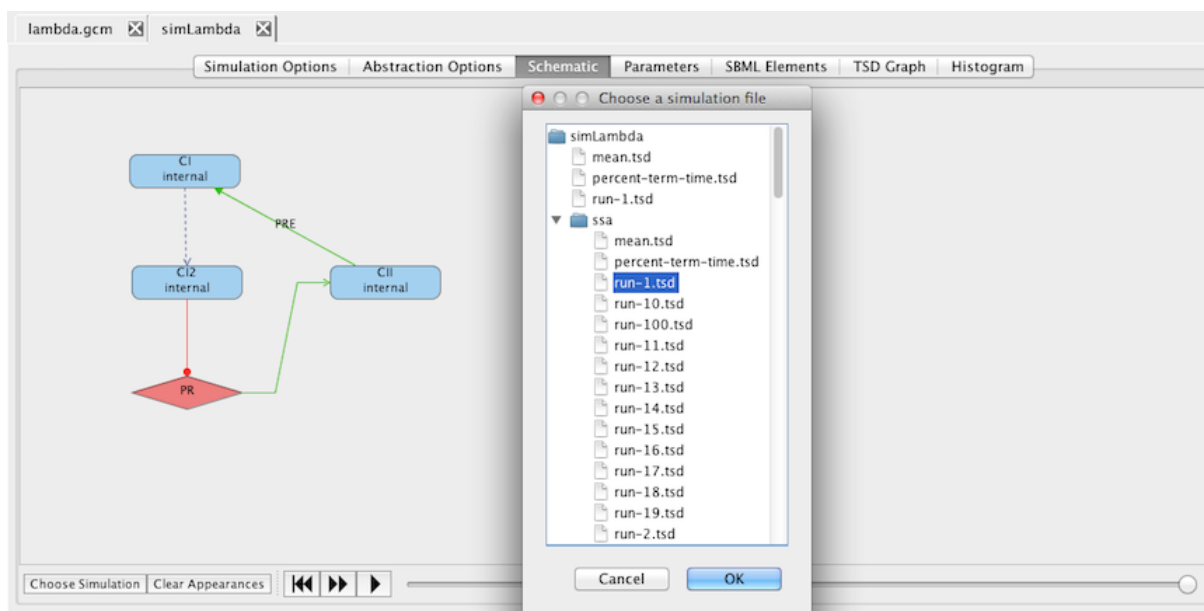 lambda.gcm simLambda
Simulation Options Abstraction Options Schematic Parameters SBML Elements TSD Graph Histogram
Choose a simulation file
simLambda
mean.tsd
percent-term-time.tsd
run-1.tsd
ssa
mean.tsd
percent-term-time.tsd
run-1.tsd
run-10.tsd
run-100.tsd
run-11.tsd
run-12.tsd
run-13.tsd
run-14.tsd
run-15.tsd
run-16.tsd
run-17.tsd
run-18.tsd
run-19.tsd
run-2.tsd
Cancel OK
CI
internal
PRE
CI2
internal
CII
internal
PR
Choose Simulation Clear Appearances